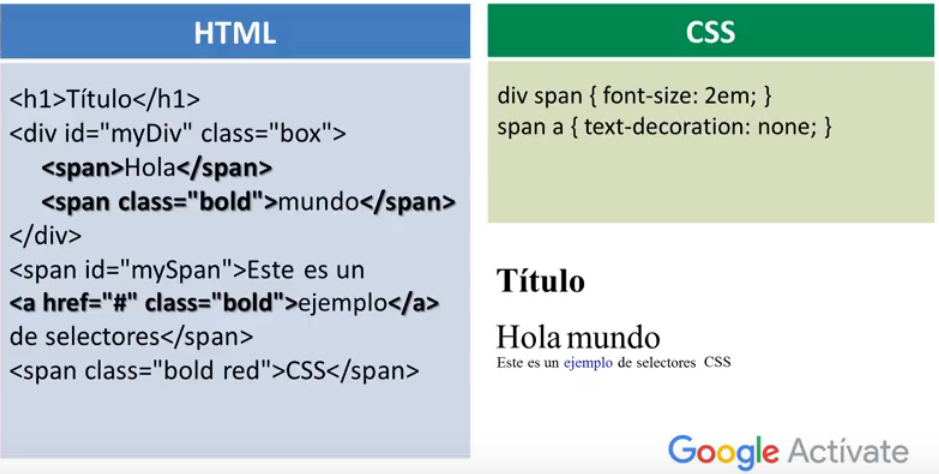 HTML
<h1>Título</h1>
<div id="myDiv" class="box">
<span>Hola</span>
<span class="bold">mundo</span>
</div>
<span id="mySpan">Este es un
<a href="#" class="bold">ejemplo</a>
de selectores</span>
<span class="bold red">CSS</span>
CSS
div span { font-size: 2em; }
span a { text-decoration: none; }
Título
Hola mundo
Este es un ejemplo de selectores CSS
Google Actívate